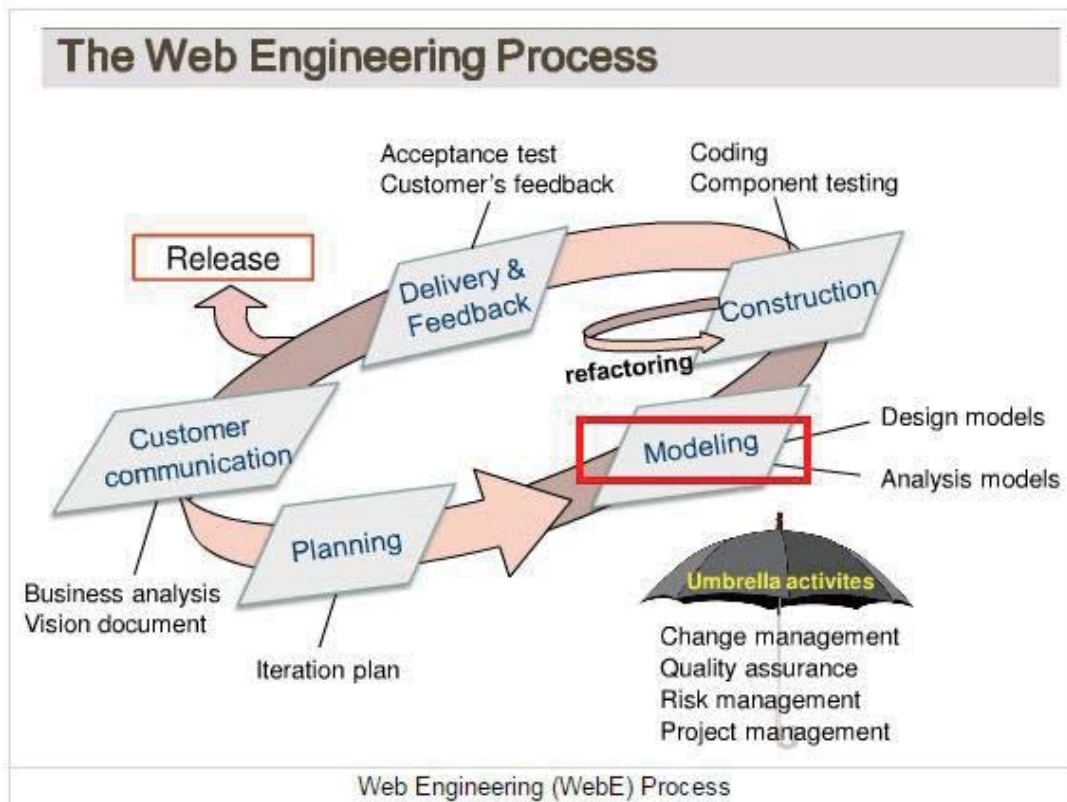 The Web Engineering Process
Acceptance test
Customer's feedback
Coding
Component testing
Release
Delivery &
Feedback
Construction
refactoring
Customer
communication
Modeling
Design models
Analysis models
Planning
Business analysis
Vision document
Iteration plan
Umbrella activites
Change management
Quality assurance
Risk management
Project management
Web Engineering (WebE) Process